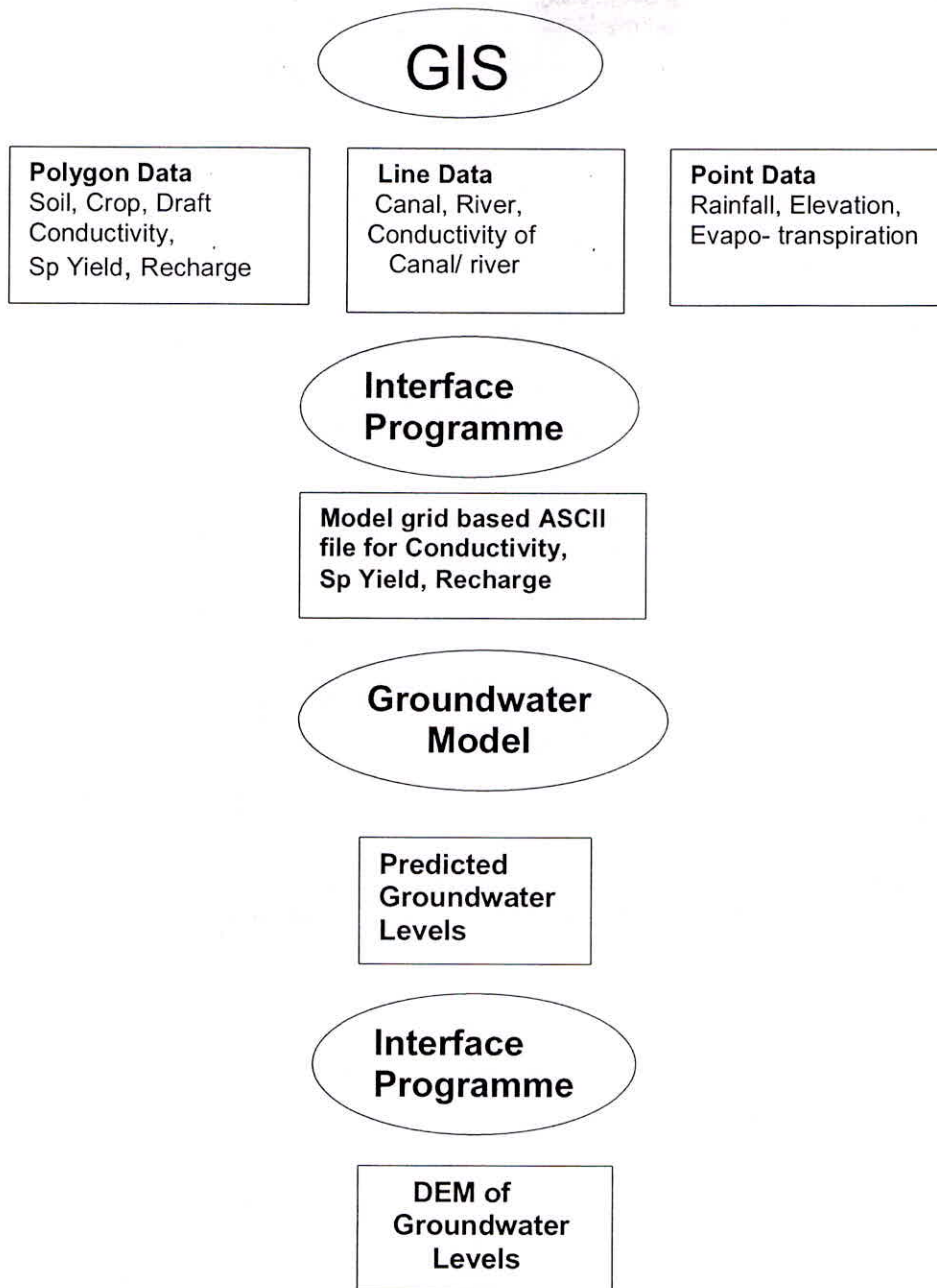 GIS
Polygon Data
Soil, Crop, Draft
Conductivity,
Sp Yield, Recharge
Line Data
Canal, River,
Conductivity of
Canal/ river
Point Data
Rainfall, Elevation,
Evapo- transpiration
Interface
Programme
Model grid based ASCII
file for Conductivity,
Sp Yield, Recharge
Groundwater
Model
Predicted
Groundwater
Levels
Interface
Programme
DEM of
Groundwater
Levels